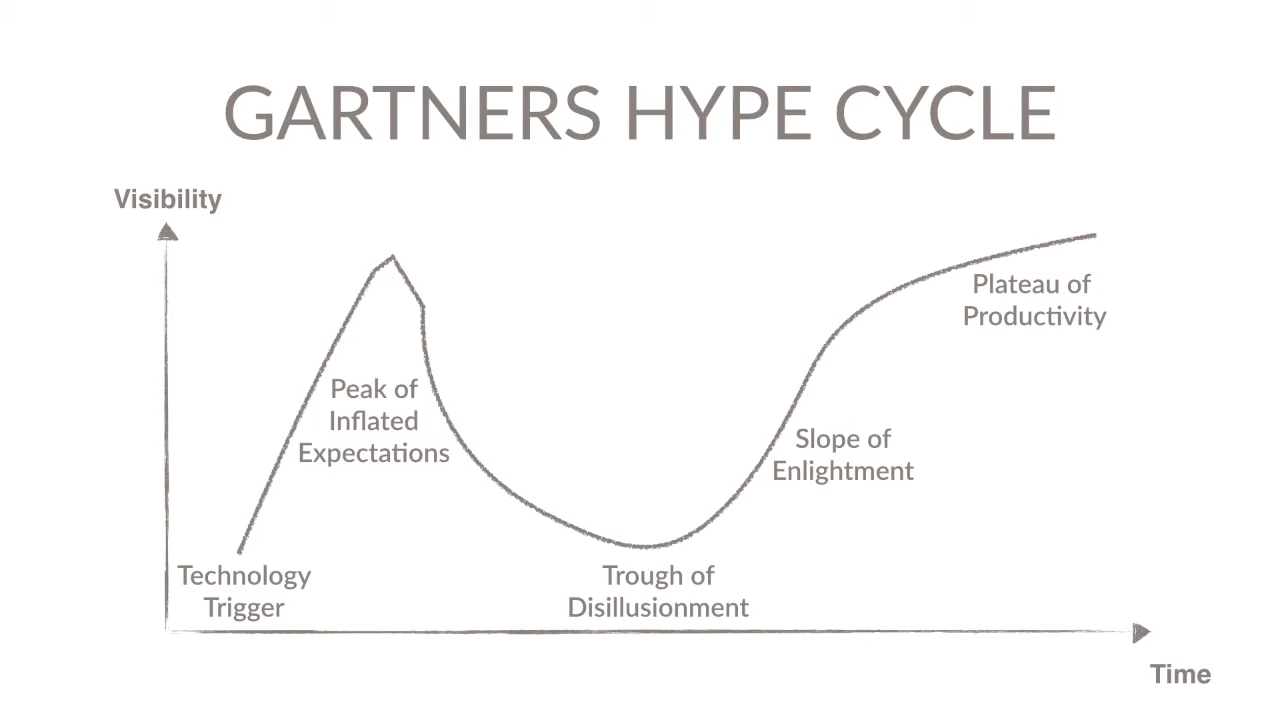 GARTNERS HYPE CYCLE
Visibility
Plateau of
Productivity
Peak of
Inflated
Expectations
Slope of
Enlightment
Technology
Trigger
Trough of
Disillusionment
Time